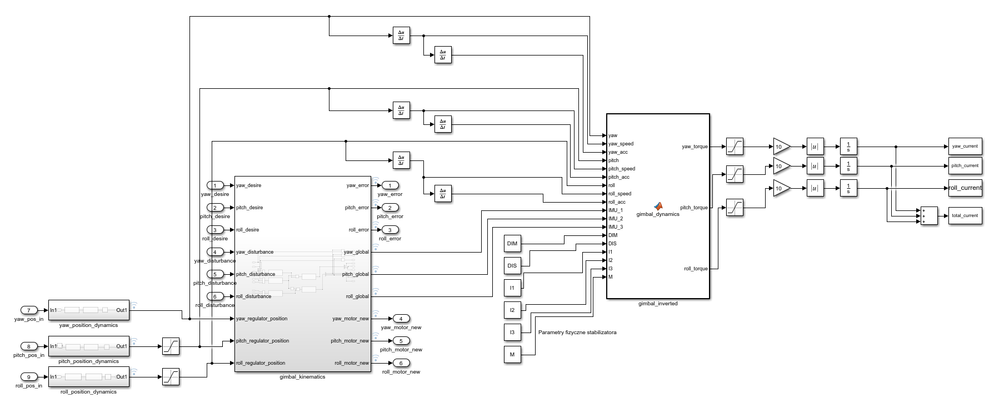 Δu
Δt
Δu
Δt
Δu
Δt
Δu
Δt
Δu
Δt
Δu
Δt
1
yaw_desire
2
pitch_desire
3
roll_desire
4
yaw_disturbance
5
pitch_disturbance
6
roll_disturbance
7
yaw_pos_in
In1
Out1
yaw_position_dynamics
8
pitch_pos_in
In1
Out1
pitch_position_dynamics
9
roll_pos_in
In1
Out1
roll_position_dynamics
yaw_desire
pitch_desire
roll_desire
yaw_disturbance
pitch_disturbance
roll_disturbance
yaw_regulator_position
pitch_regulator_position
roll_regulator_position
yaw_error
pitch_error
roll_error
yaw_global
pitch_global
roll_global
yaw_motor_new
pitch_motor_new
roll_motor_new
gimbal_kinematics
1
yaw_error
2
pitch_error
3
roll_error
4
yaw_motor_new
5
pitch_motor_new
6
roll_motor_new
DIM
DIS
I1
I2
I3
M
Parametry fizyczne stabilizatora
yaw
yaw_speed
yaw_acc
pitch
pitch_speed
pitch_acc
roll
roll_speed
roll_acc
IMU_1
IMU_2
IMU_3
DIM
DIS
I1
I2
I3
M
gimbal_dynamics
yaw_torque
pitch_torque
roll_torque
gimbal_inverted
10
|u|
1
s
yaw_current
10
|u|
1
s
pitch_current
10
|u|
1
s
roll_current
+
+
+
total_current